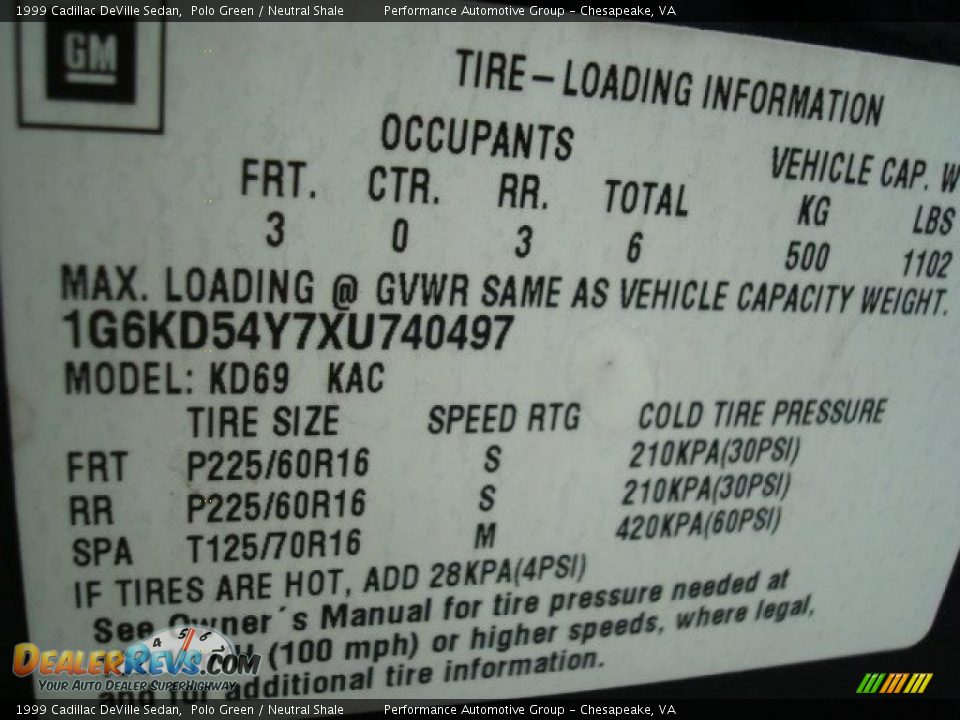 1999 Cadillac DeVille Sedan, Polo Green / Neutral Shale Performance Automotive Group - Chesapeake, VA
GM
TIRE-LOADING INFORMATION
OCCUPANTS VEHICLE CAP. W
FRT. CTR. RR. TOTAL KG LBS
3 0 3 6 500 1102
MAX. LOADING @ GVWR SAME AS VEHICLE CAPACITY WEIGHT.
1G6KD54Y7XU740497
MODEL: KD69 KAC
TIRE SIZE SPEED RTG COLD TIRE PRESSURE
FRT P225/60R16 S 210KPA(30PSI)
RR P225/60R16 S 210KPA(30PSI)
SPA T125/70R16 M 420KPA(60PSI)
IF TIRES ARE HOT, ADD 28KPA(4PSI)
See Owner´s Manual for tire pressure needed at
(100 mph) or higher speeds, where legal,
and for additional tire information.
4 5 6
DEALERREVS.COM
YOUR AUTO DEALER SUPERHIGHWAY
1999 Cadillac DeVille Sedan, Polo Green / Neutral Shale Performance Automotive Group - Chesapeake, VA